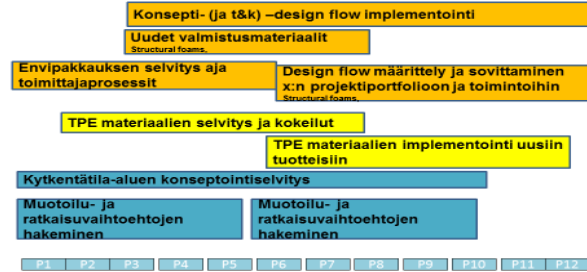 Konsepti- (ja t&k) –design flow implementointi
Uudet valmistusmateriaalit
Structural foams,
Envipakkauksen selvitys aja
toimittajaprosessit
Design flow määrittely ja sovittaminen
x:n projektiportfolioon ja toimintoihin
Structural foams,
TPE materiaalien selvitys ja kokeilut
TPE materiaalien implementointi uusiin
tuotteisiin
Kytkentätila-aluen konseptointiselvitys
Muotoilu- ja
ratkaisuvaihtoehtojen
hakeminen
Muotoilu- ja
ratkaisuvaihtoehtojen
hakeminen
P1 P2 P3 P4 P5 P6 P7 P8 P9 P10 P11 P12